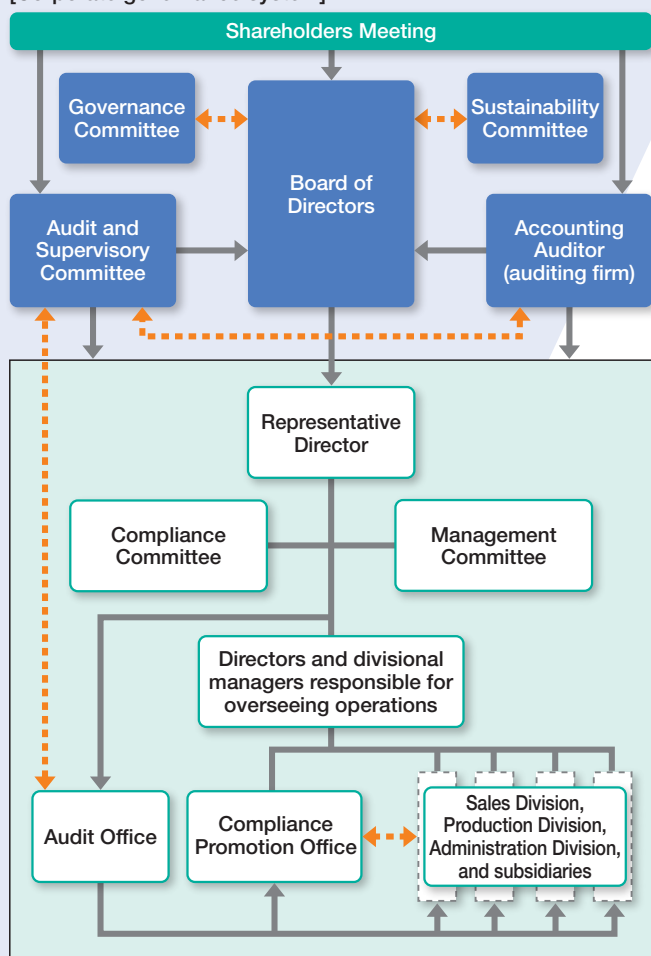 Shareholders Meeting
Governance
Committee
Sustainability
Committee
Board of
Directors
Audit and
Supervisory
Committee
Accounting
Auditor
(auditing firm)
Representative
Director
Compliance
Committee
Management
Committee
Directors and divisional
managers responsible for
overseeing operations
Audit Office
Compliance
Promotion Office
Sales Division,
Production Division,
Administration Division,
and subsidiaries